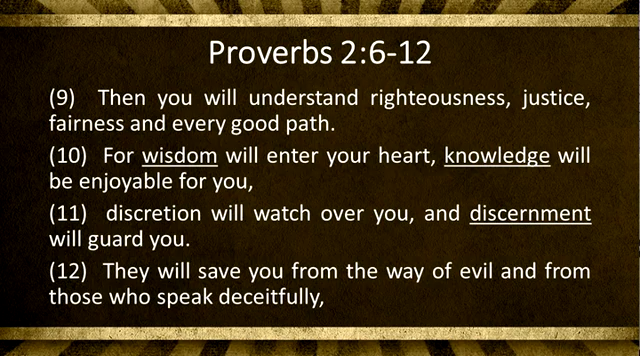 Proverbs 2:6-12
(9) Then you will understand righteousness, justice,
fairness and every good path.
(10) For wisdom will enter your heart, knowledge will
be enjoyable for you,
(11) discretion will watch over you, and discernment
will guard you.
(12) They will save you from the way of evil and from
those who speak deceitfully,